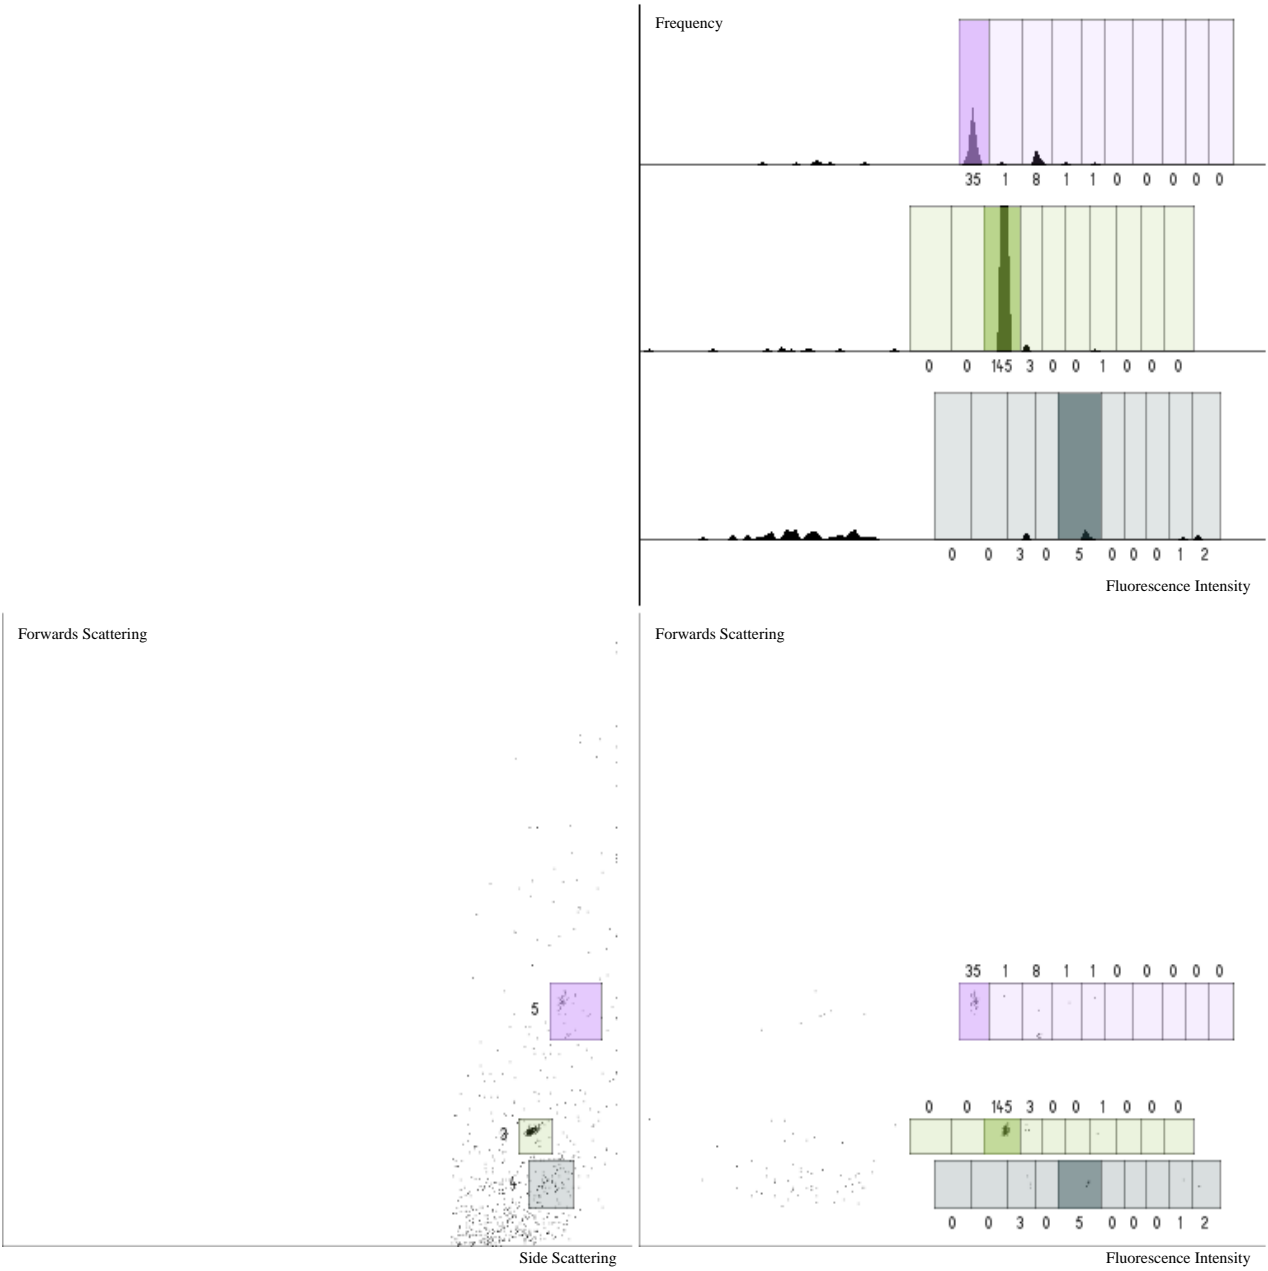 Frequency
35 1 8 1 1 0 0 0 0 0
0 0 145 3 0 0 1 0 0 0
0 0 3 0 5 0 0 0 1 2
Fluorescence Intensity
Forwards Scattering
5
3
4
Side Scattering
Forwards Scattering
35 1 8 1 1 0 0 0 0 0
0 0 145 3 0 0 1 0 0 0
0 0 3 0 5 0 0 0 1 2
Fluorescence Intensity